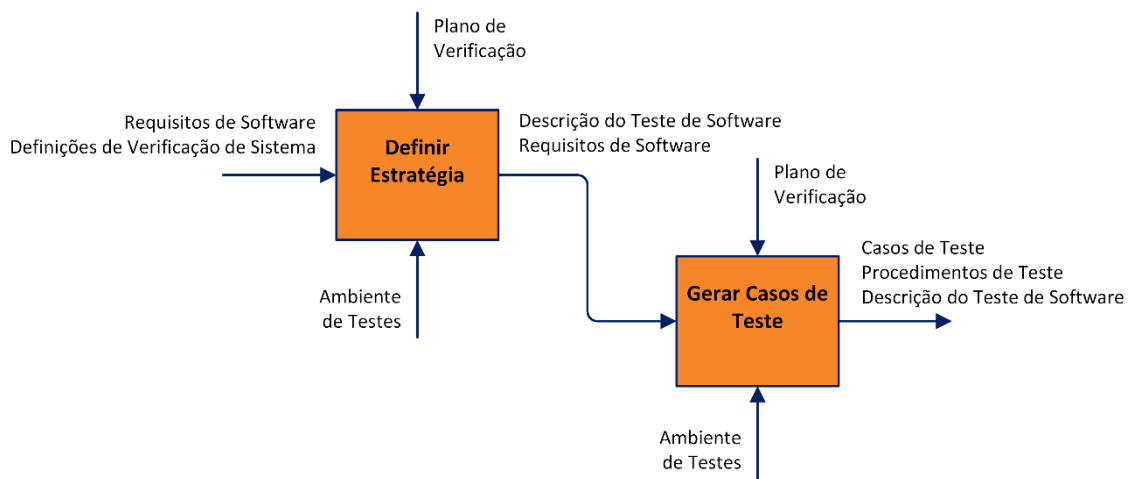 Plano de
Verificação
Requisitos de Software
Definições de Verificação de Sistema
Definir
Estratégia
Descrição do Teste de Software
Requisitos de Software
Ambiente
de Testes
Plano de
Verificação
Gerar Casos de
Teste
Casos de Teste
Procedimentos de Teste
Descrição do Teste de Software
Ambiente
de Testes